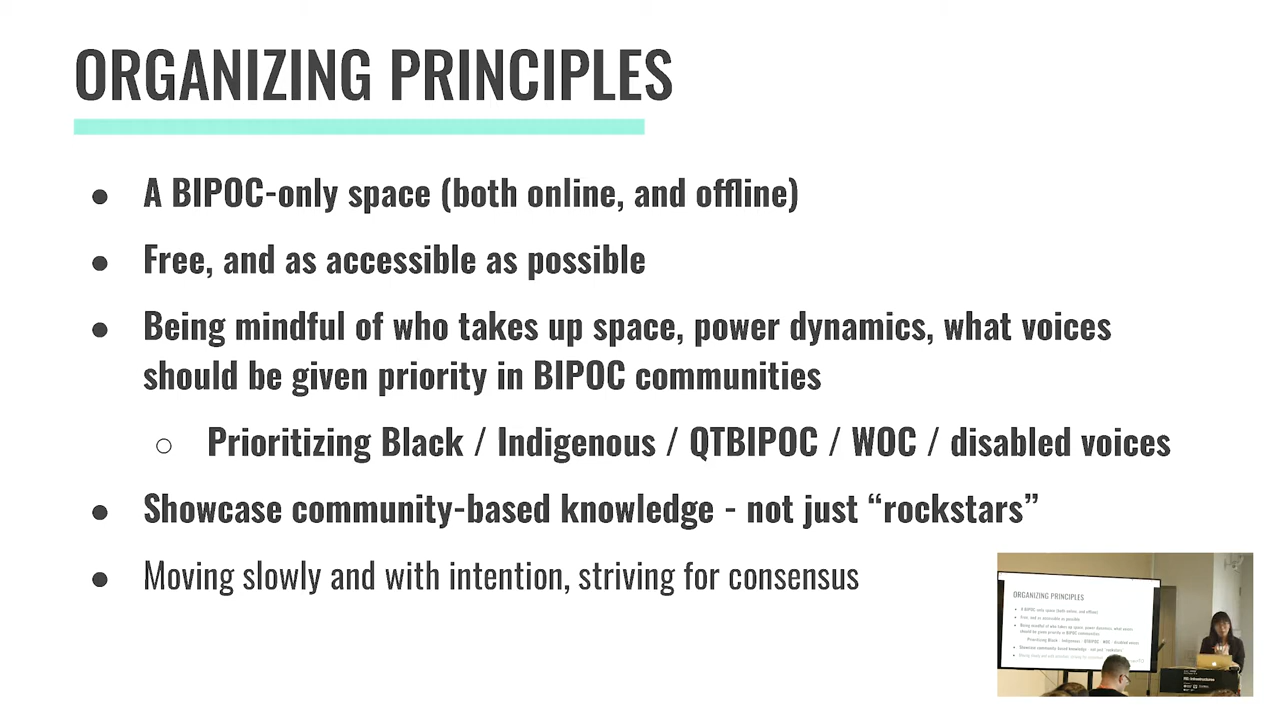 ORGANIZING PRINCIPLES
● A BIPOC-only space (both online, and offline)
● Free, and as accessible as possible
● Being mindful of who takes up space, power dynamics, what voices
should be given priority in BIPOC communities
○ Prioritizing Black / Indigenous / QTBIPOC / WOC / disabled voices
● Showcase community-based knowledge - not just “rockstars”
● Moving slowly and with intention, striving for consensus
ORGANIZING PRINCIPLES